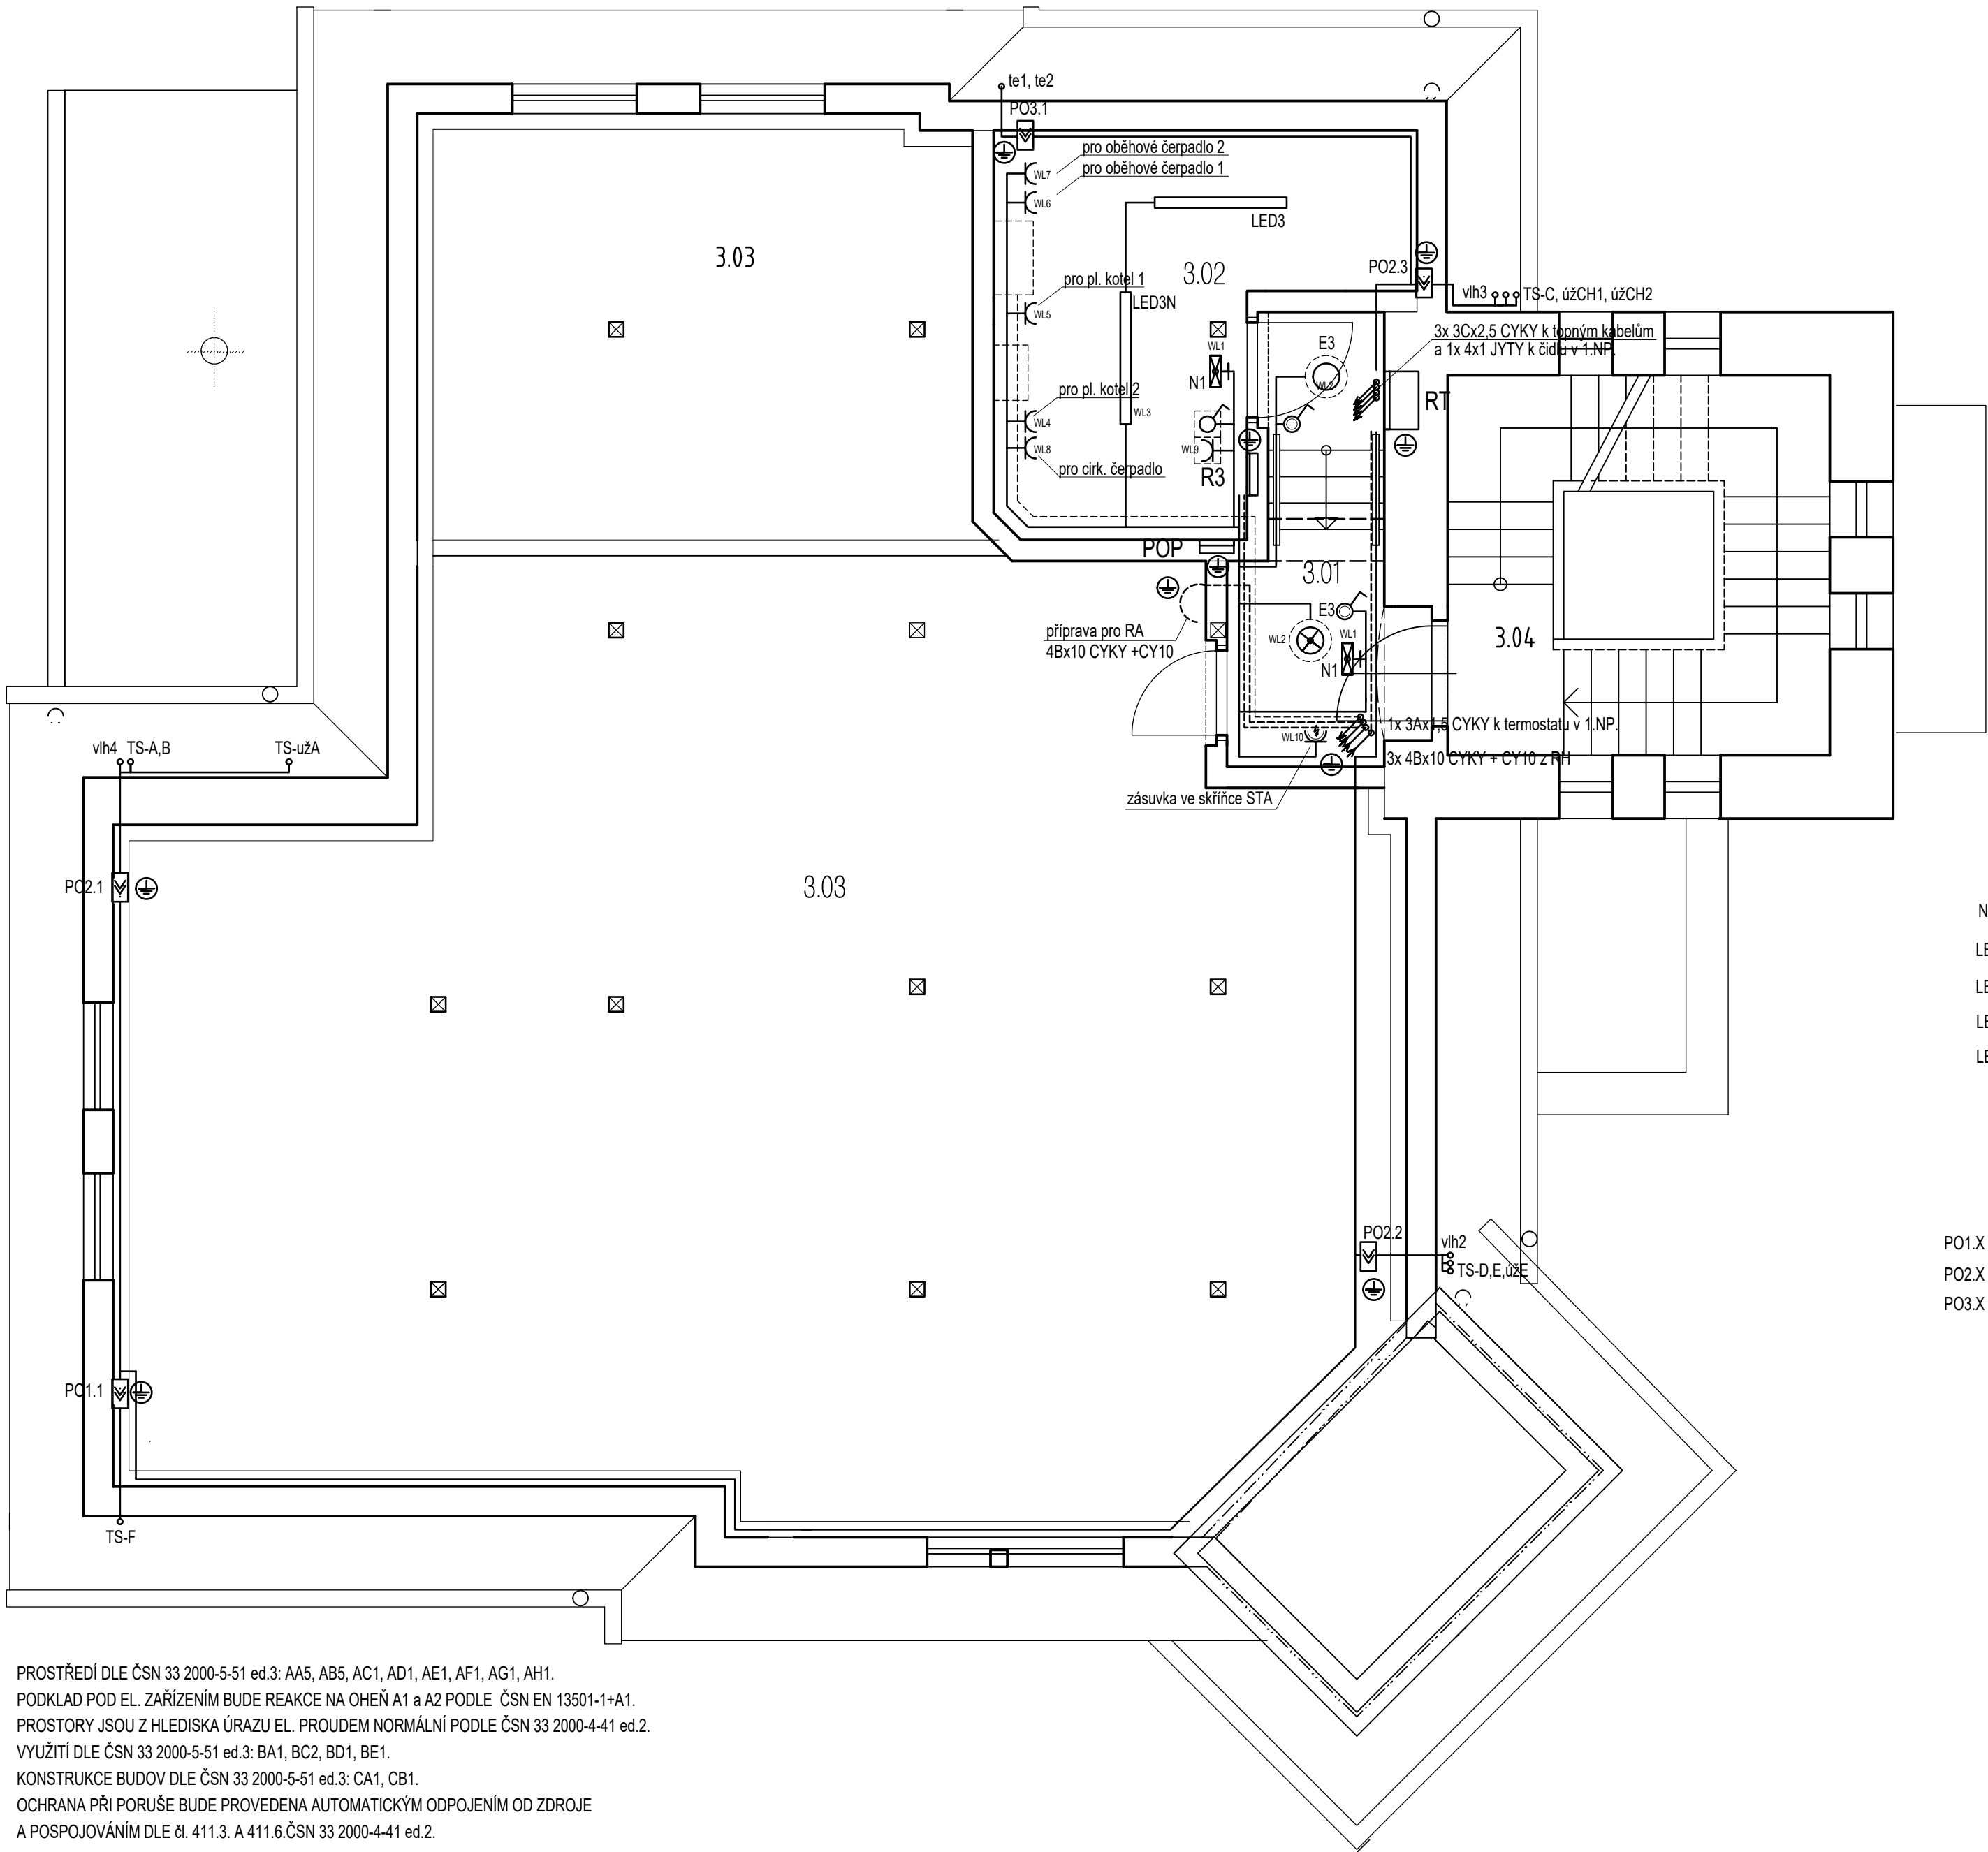 te1, te2
PO3.1
pro oběhové čerpadlo 2
WL7
pro oběhové čerpadlo 1
WL6
LED3
3.03
3.02
PO2.3
pro pl. kotel 1
WL5
LED3N
vlh3
TS-C, úžCH1, úžCH2
3x 3Cx2,5 CYKY k topným kabelům
a 1x 4x1 JYTY k čidlu v 1.NP.
WL1
E3
N1
pro pl. kotel 2
WL3
RT
WL4
WL8
WL9
pro cirk. čerpadlo
R3
POP
3.01
E3
příprava pro RA
4Bx10 CYKY +CY10
WL2
WL1
3.04
N1
1x 3Ax1,5 CYKY k termostatu v 1.NP.
WL10
3x 4Bx10 CYKY + CY10 z RH
zásuvka ve skříňce STA
vlh4
TS-A,B
TS-užA
PO2.1
3.03
N
LE
LE
LE
LE
PO2.2
vlh2
TS-D,E,úžE
PO1.X
PO2.X
PO3.X
PO1.1
TS-F
PROSTŘEDÍ DLE ČSN 33 2000-5-51 ed.3: AA5, AB5, AC1, AD1, AE1, AF1, AG1, AH1.
PODKLAD POD EL. ZAŘÍZENÍM BUDE REAKCE NA OHEŇ A1 a A2 PODLE ČSN EN 13501-1+A1.
PROSTORY JSOU Z HLEDISKA ÚRAZU EL. PROUDEM NORMÁLNÍ PODLE ČSN 33 2000-4-41 ed.2.
VYUŽITÍ DLE ČSN 33 2000-5-51 ed.3: BA1, BC2, BD1, BE1.
KONSTRUKCE BUDOV DLE ČSN 33 2000-5-51 ed.3: CA1, CB1.
OCHRANA PŘI PORUŠE BUDE PROVEDENA AUTOMATICKÝM ODPOJENÍM OD ZDROJE
A POSPOJOVÁNÍM DLE čl. 411.3. A 411.6.ČSN 33 2000-4-41 ed.2.